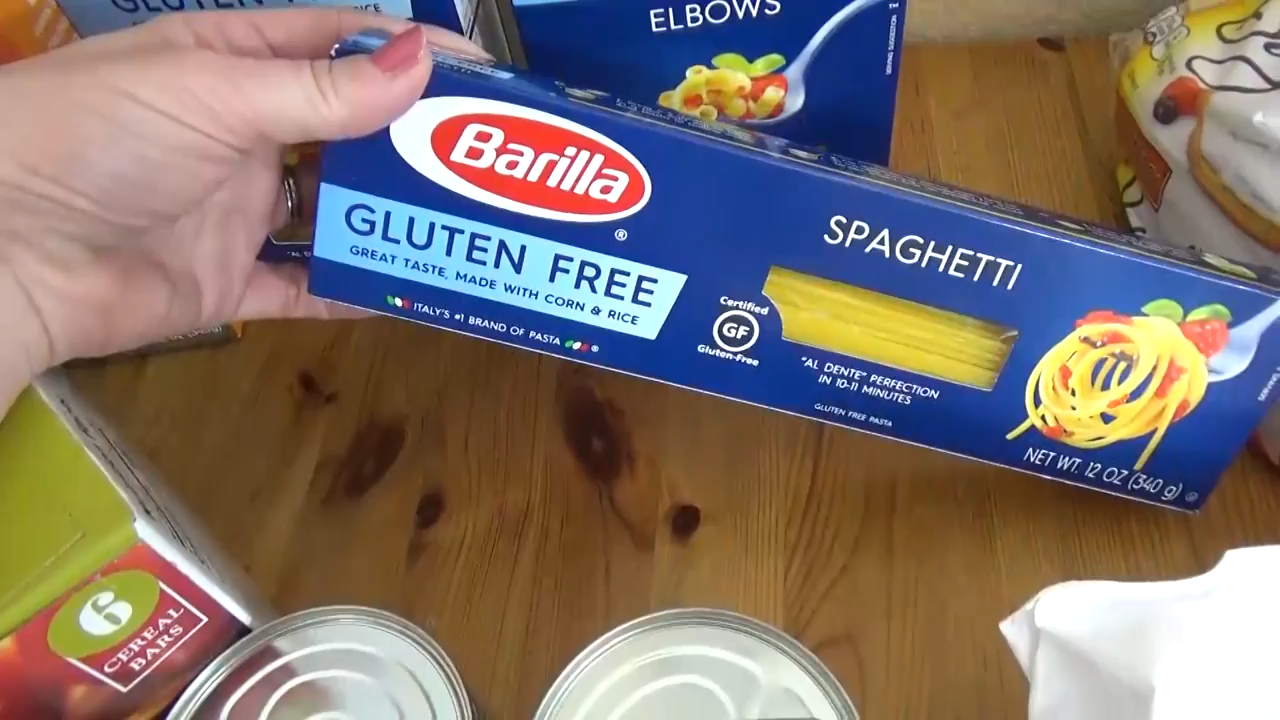 GLUTEN F
RICE
ELBOWS
Barilla
®
GLUTEN FREE
GREAT TASTE, MADE WITH CORN & RICE
ITALY'S #1 BRAND OF PASTA ®
SPAGHETTI
Certified
GF
Gluten-Free
"AL DENTE" PERFECTION
IN 10-11 MINUTES
GLUTEN FREE PASTA
NET WT. 12 OZ (340 g)
6
CEREAL
BARS